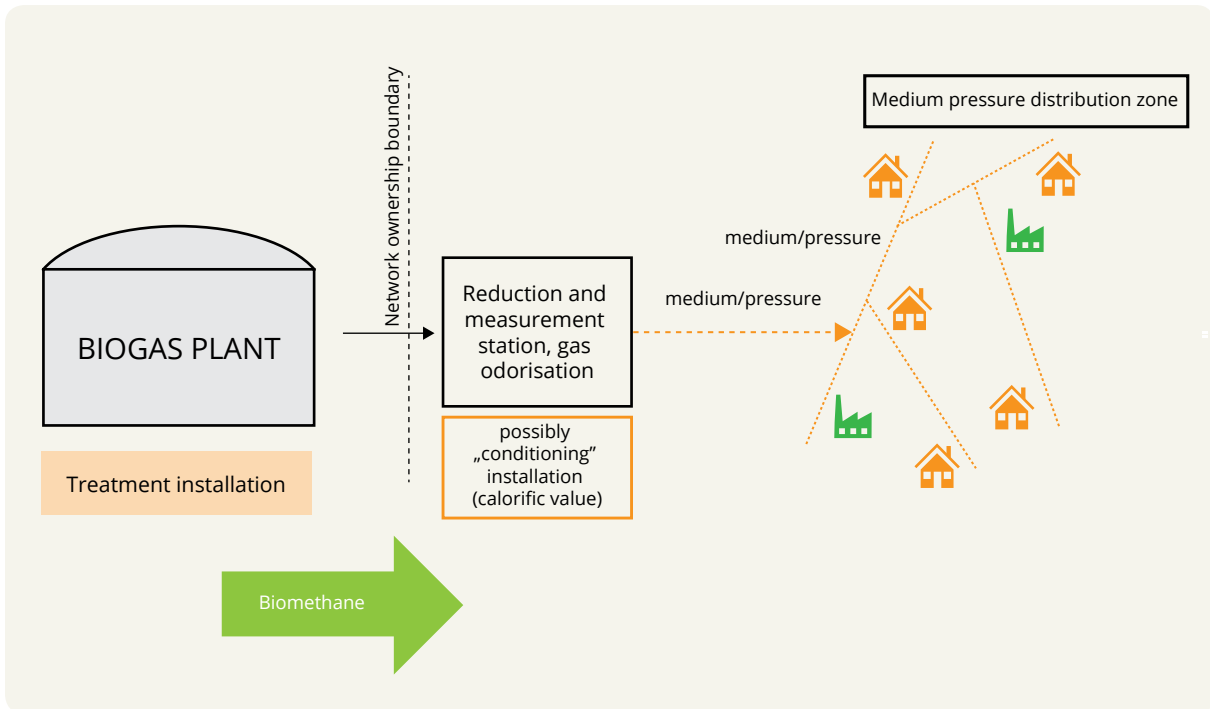 Network ownership boundary
Medium pressure distribution zone
medium/pressure
BIOGAS PLANT
Reduction and
measurement
station, gas
odorisation
medium/pressure
Treatment installation
possibly
„conditioning”
installation
(calorific value)
Biomethane